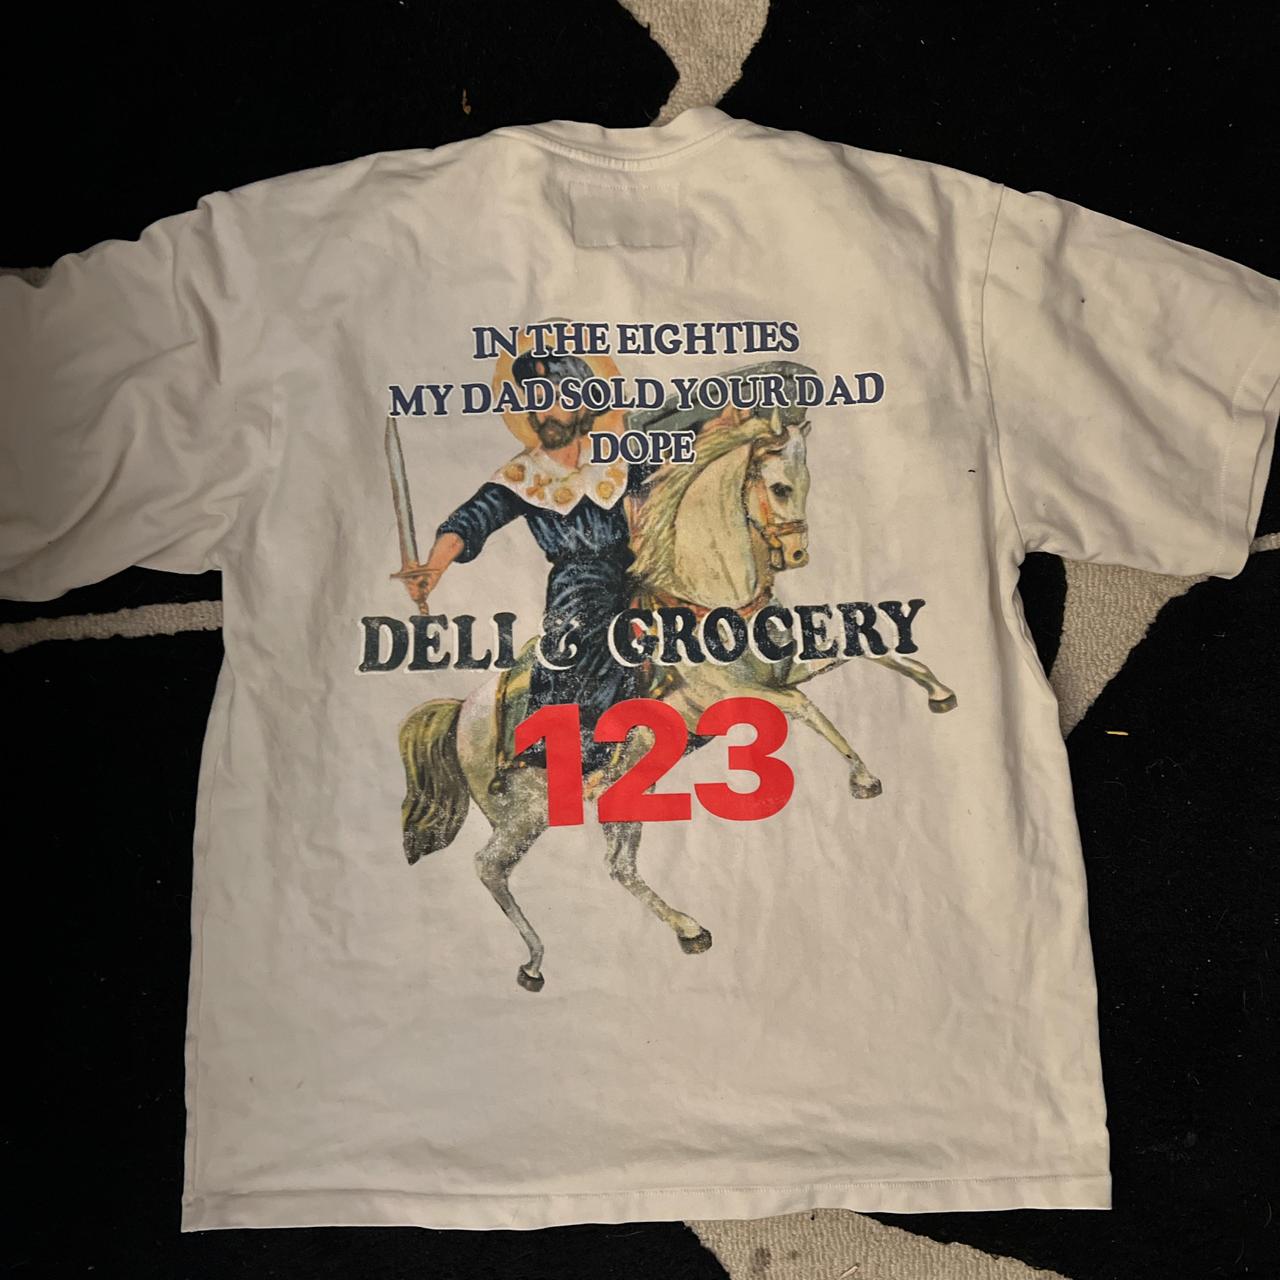 IN THE EIGHTIES
MY DAD SOLD YOUR DAD
DOPE
DELI & GROCERY
123